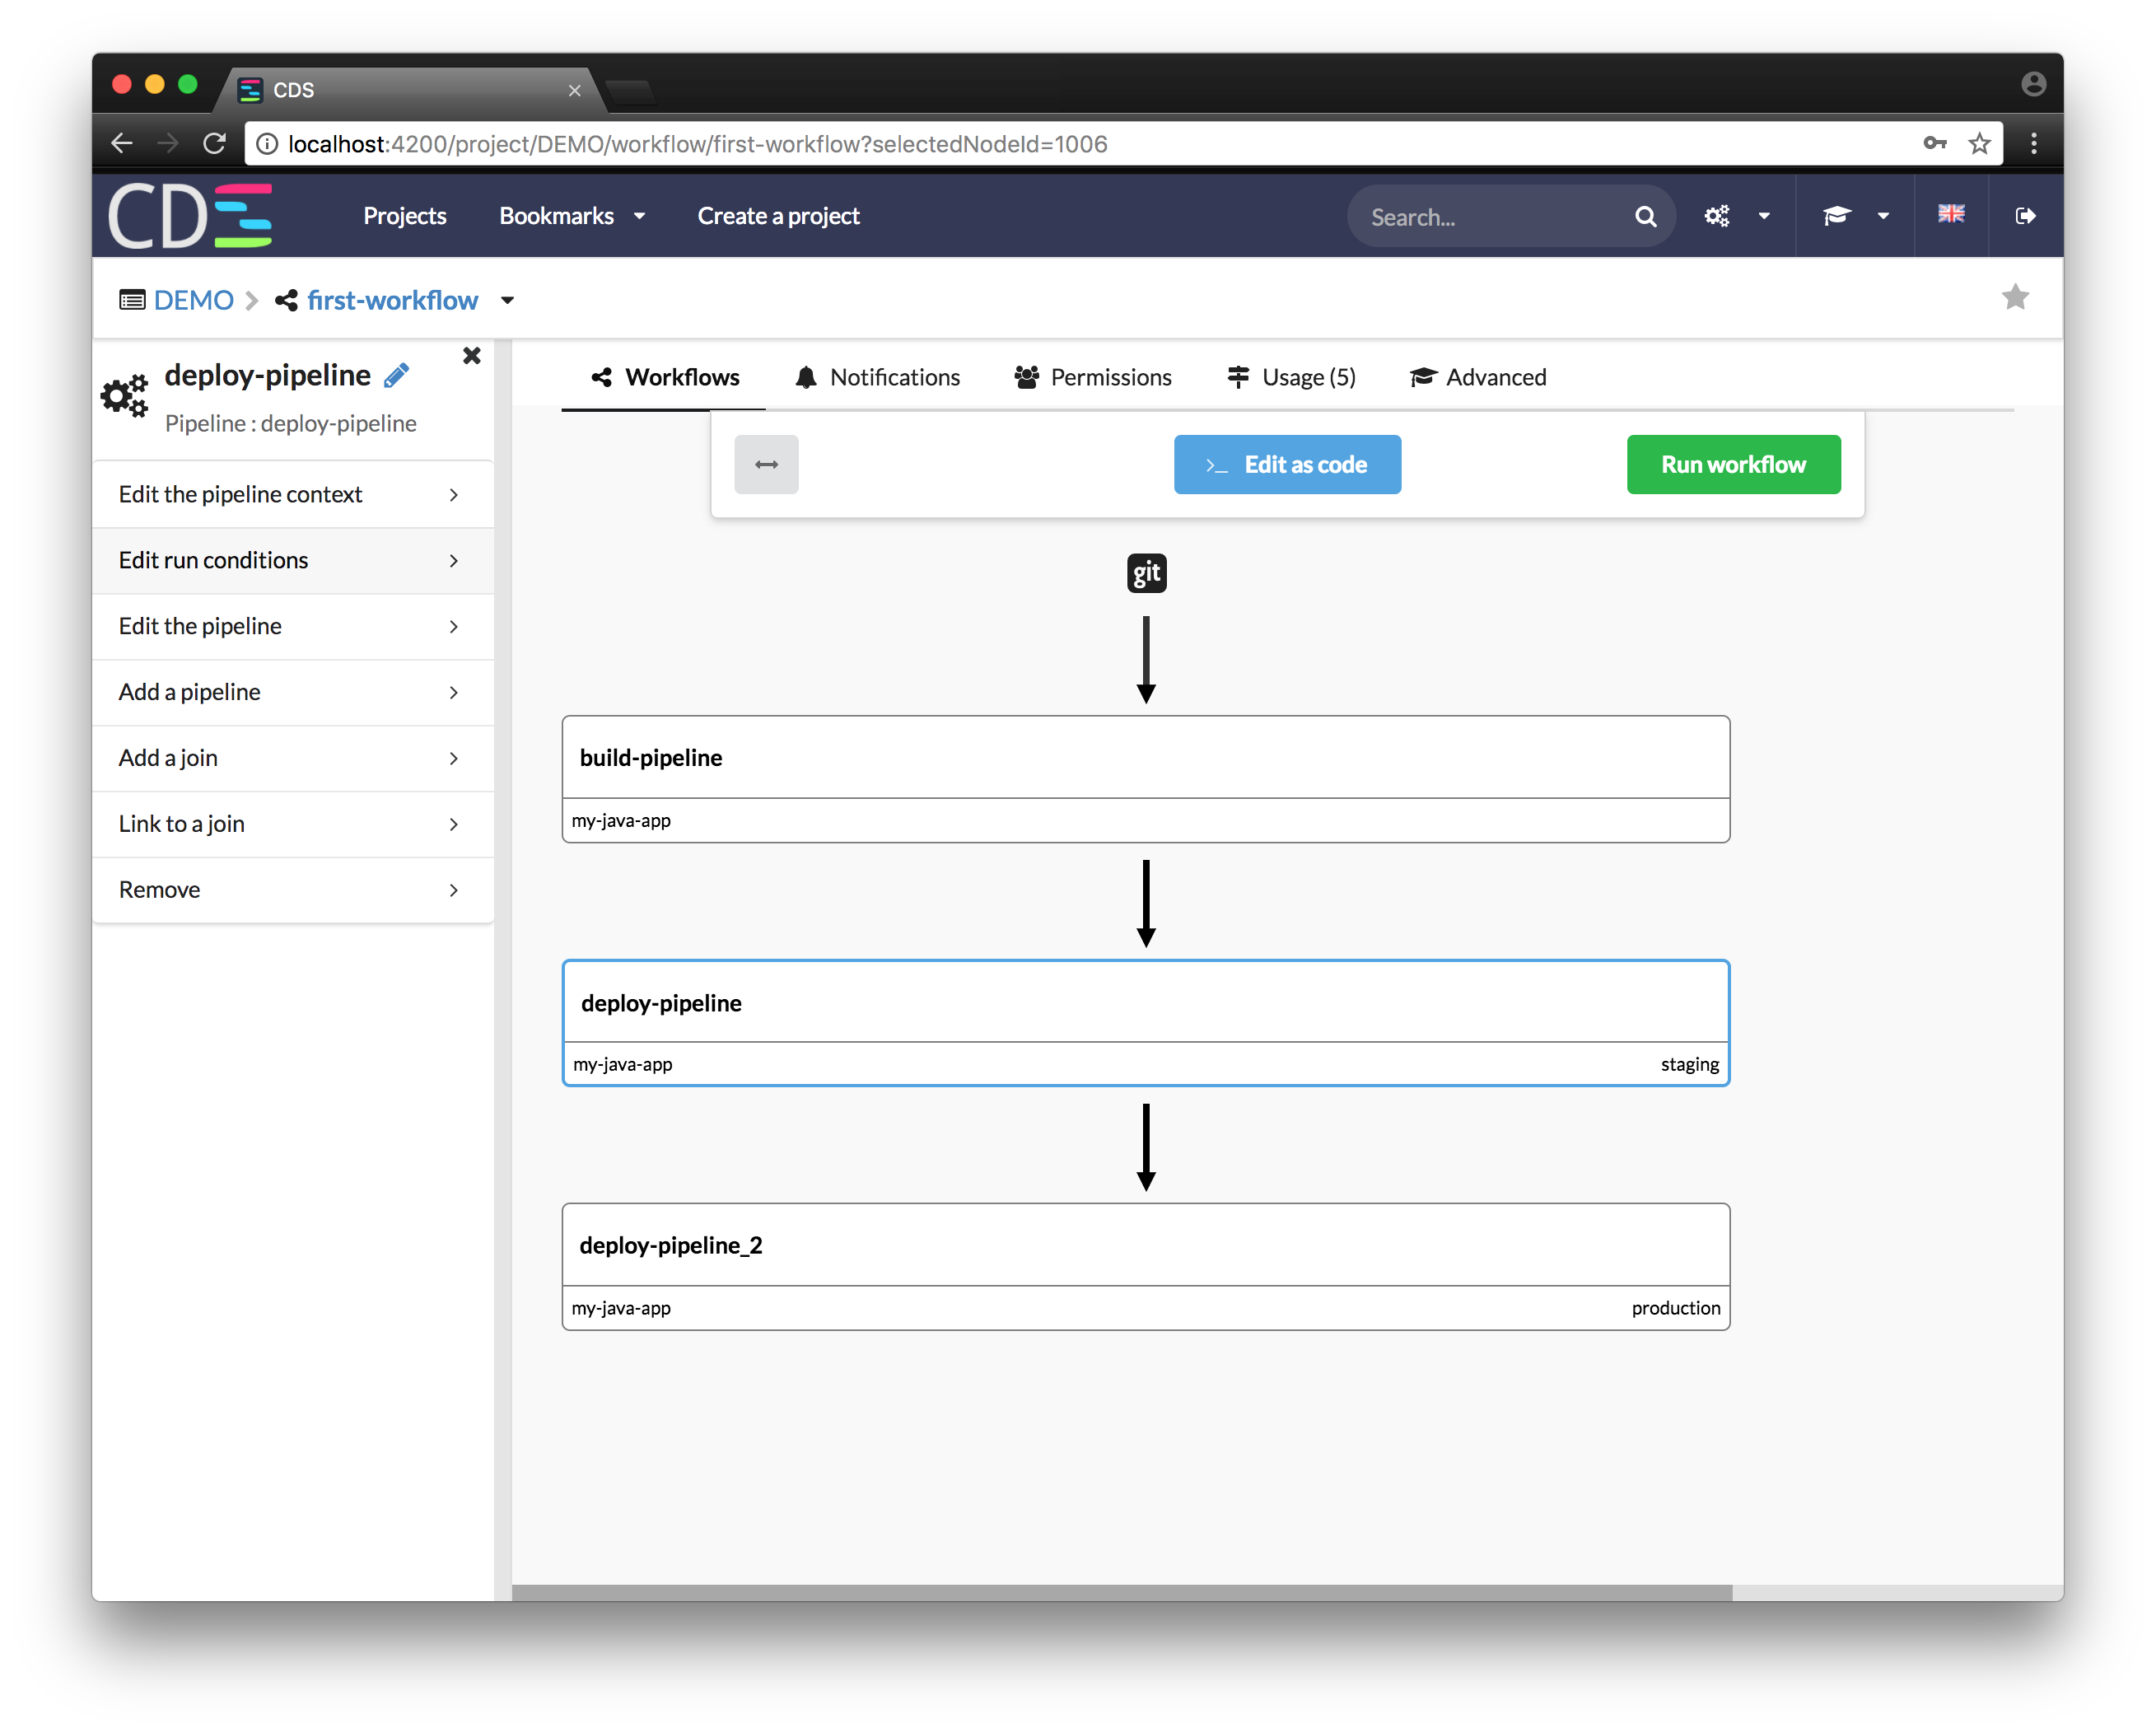 CDS
localhost:4200/project/DEMO/workflow/first-workflow?selectedNodeId=1006
CDS
Projects
Bookmarks
Create a project
Search...
DEMO
first-workflow
deploy-pipeline
Pipeline : deploy-pipeline
Edit the pipeline context
Edit run conditions
Edit the pipeline
Add a pipeline
Add a join
Link to a join
Remove
Workflows
Notifications
Permissions
Usage (5)
Advanced
>_ Edit as code
Run workflow
git
build-pipeline
my-java-app
deploy-pipeline
my-java-app staging
deploy-pipeline_2
my-java-app production